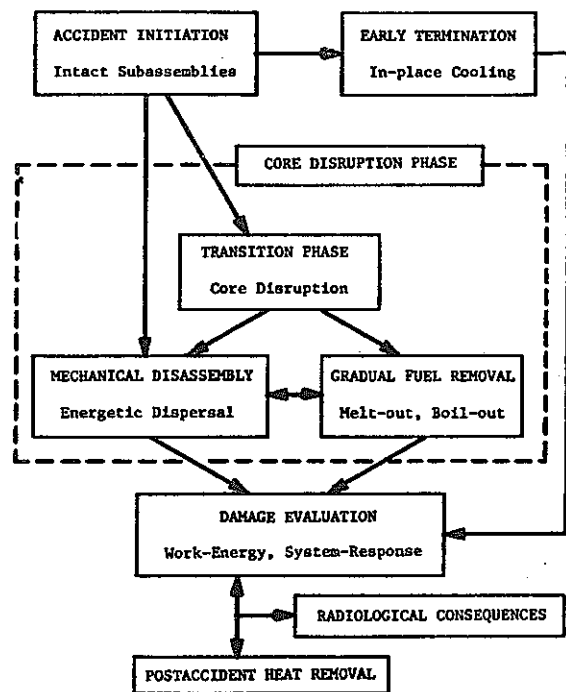 ACCIDENT INITIATION
Intact Subassemblies
EARLY TERMINATION
In-place Cooling
CORE DISRUPTION PHASE
TRANSITION PHASE
Core Disruption
MECHANICAL DISASSEMBLY
Energetic Dispersal
GRADUAL FUEL REMOVAL
Melt-out, Boil-out
DAMAGE EVALUATION
Work-Energy, System-Response
RADIOLOGICAL CONSEQUENCES
POSTACCIDENT HEAT REMOVAL